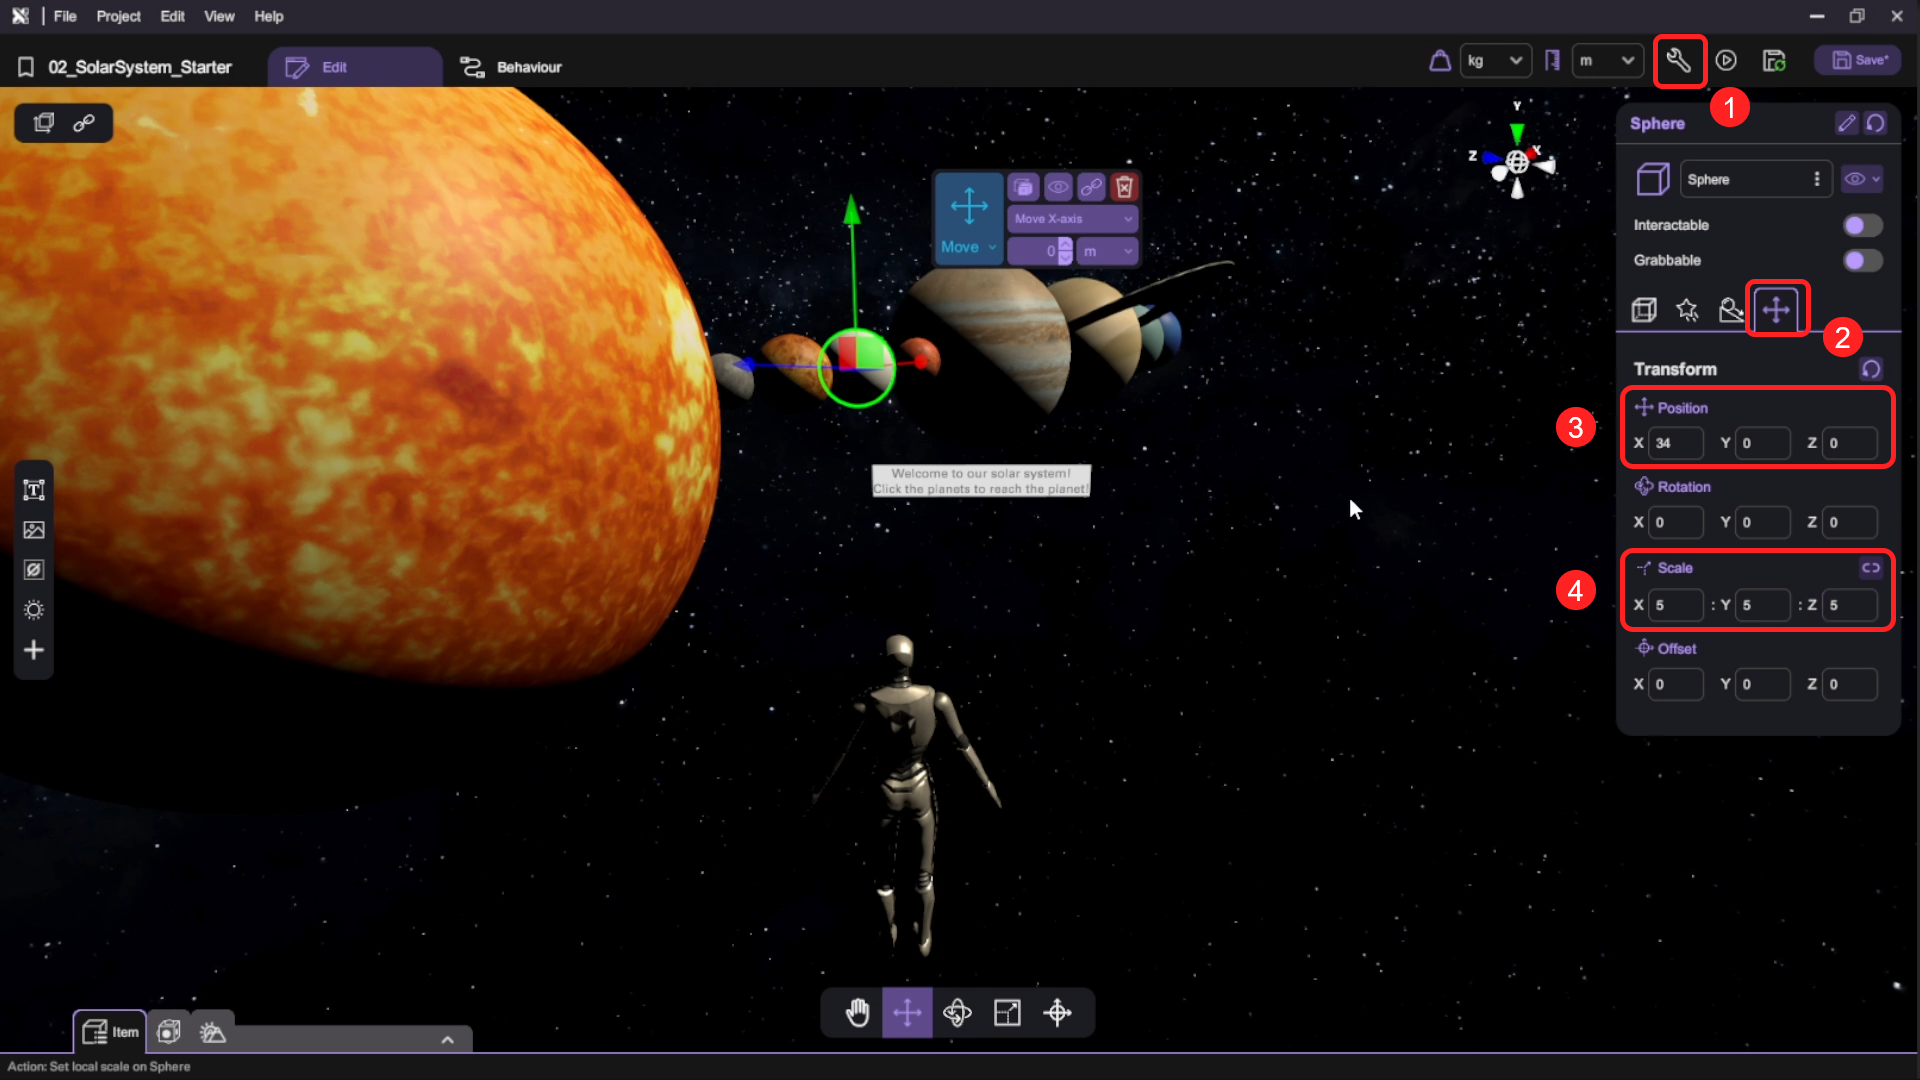 File Project Edit View Help
02_SolarSystem_Starter Edit Behaviour kg m Save*
1
Y
Z X
Sphere
Sphere
Interactable
Grabbable
2
Move X-axis
Move 0 m
Transform
3
Position
X 34 Y 0 Z 0
Rotation
X 0 Y 0 Z 0
4
Scale
X 5 : Y 5 : Z 5
Offset
X 0 Y 0 Z 0
Welcome to our solar system!
Click the planets to reach the planet!
T
Item
Action: Set local scale on Sphere